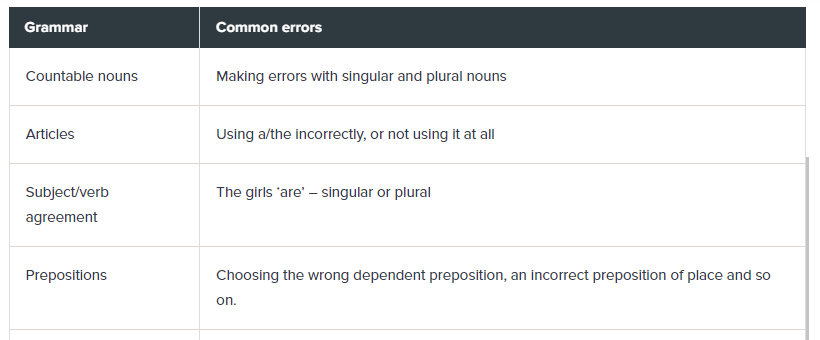 Grammar Common errors
Countable nouns Making errors with singular and plural nouns
Articles Using a/the incorrectly, or not using it at all
Subject/verb The girls ‘are’ – singular or plural
agreement
Prepositions Choosing the wrong dependent preposition, an incorrect preposition of place and so
on.